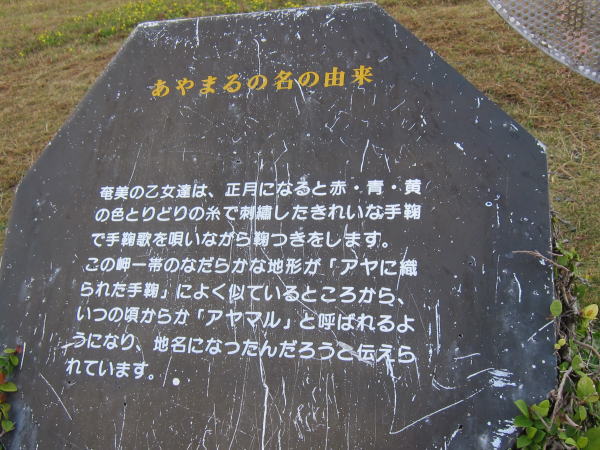 あやまるの名の由来
奄美の乙女達は、正月になると赤・青・黄
の色とりどりの糸で刺繡したきれいな手鞠
で手鞠歌を唄いながら鞠つきをします。
この岬一帯のなだらかな地形が「アヤに織
られた手鞠」によく似ているところから、
いつの頃からか「アヤマル」と呼ばれるよ
うになり、地名になったんだろうと伝えら
れています。